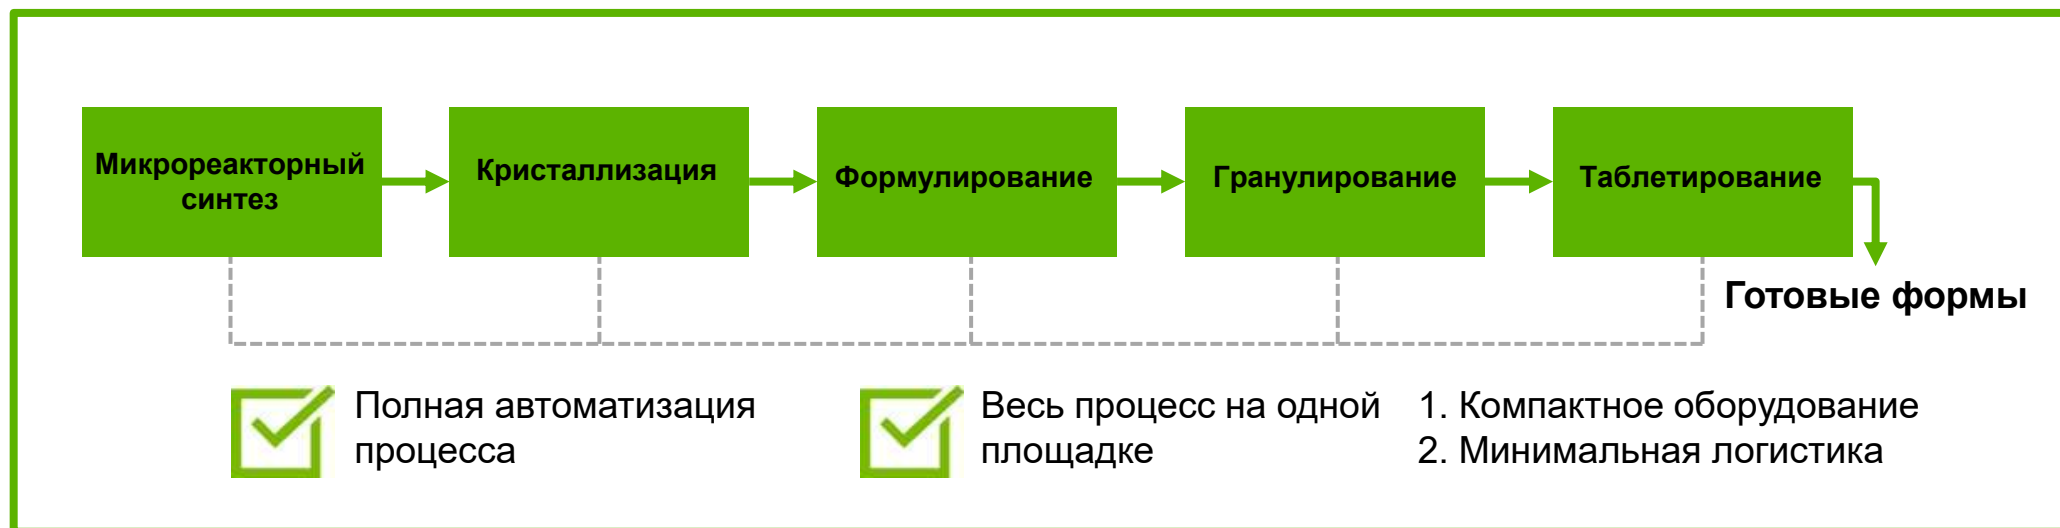 Микрореакторный
синтез
Кристаллизация
Формулирование
Гранулирование
Таблетирование
Готовые формы
Полная автоматизация
процесса
Весь процесс на одной
площадке
1. Компактное оборудование
2. Минимальная логистика